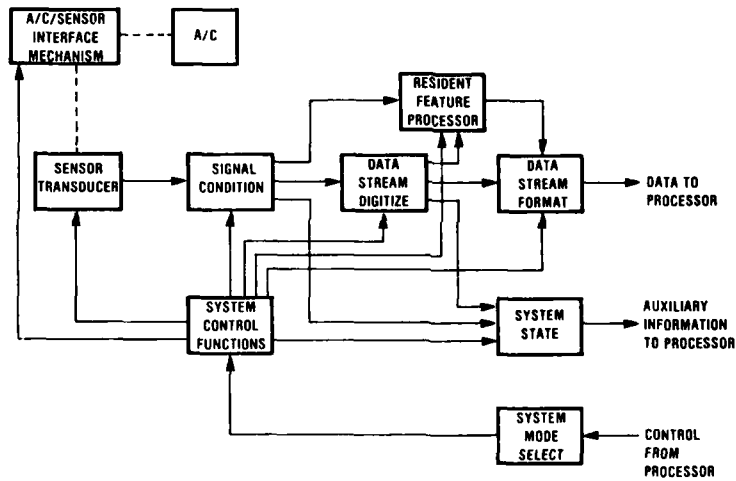 A/C/SENSOR
INTERFACE
MECHANISM
A/C
RESIDENT
FEATURE
PROCESSOR
SENSOR
TRANSDUCER
SIGNAL
CONDITION
DATA
STREAM
DIGITIZE
DATA
STREAM
FORMAT
DATA TO
PROCESSOR
SYSTEM
CONTROL
FUNCTIONS
SYSTEM
STATE
AUXILIARY
INFORMATION
TO PROCESSOR
SYSTEM
MODE
SELECT
CONTROL
FROM
PROCESSOR